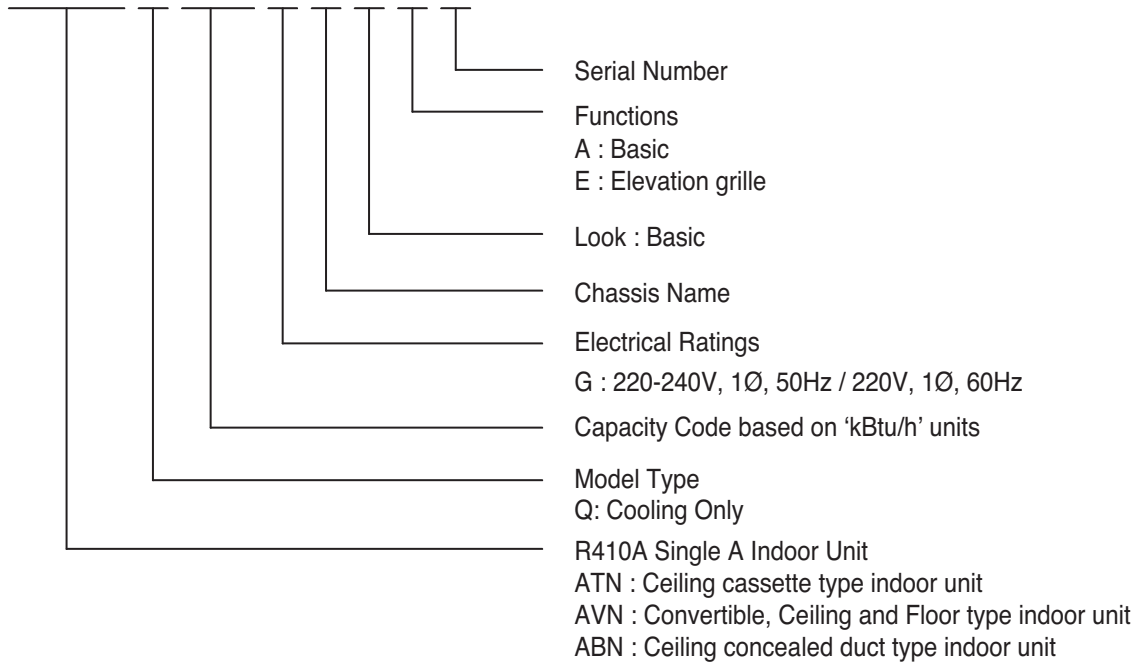 Serial Number
Functions
A : Basic
E : Elevation grille
Look : Basic
Chassis Name
Electrical Ratings
G : 220-240V, 1Ø, 50Hz / 220V, 1Ø, 60Hz
Capacity Code based on ‘kBtu/h’ units
Model Type
Q: Cooling Only
R410A Single A Indoor Unit
ATN : Ceiling cassette type indoor unit
AVN : Convertible, Ceiling and Floor type indoor unit
ABN : Ceiling concealed duct type indoor unit